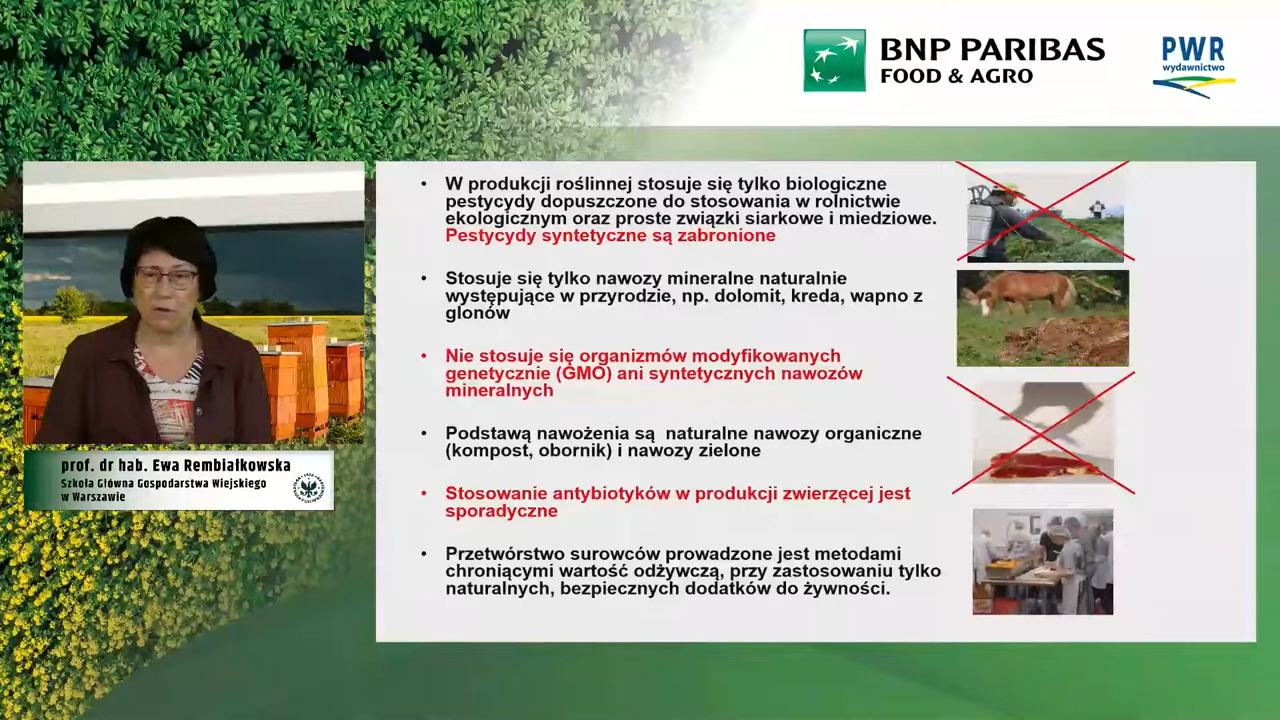 BNP PARIBAS
FOOD & AGRO
PWR
wydawnictwo
W produkcji roślinnej stosuje się tylko biologiczne
pestycydy dopuszczone do stosowania w rolnictwie
ekologicznym oraz proste związki siarkowe i miedziowe.
Pestycydy syntetyczne są zabronione
Stosuje się tylko nawozy mineralne naturalnie
występujące w przyrodzie, np. dolomit, kreda, wapno z
glonów
Nie stosuje się organizmów modyfikowanych
genetycznie (GMO) ani syntetycznych nawozów
mineralnych
Podstawą nawożenia są naturalne nawozy organiczne
(kompost, obornik) i nawozy zielone
Stosowanie antybiotyków w produkcji zwierzęcej jest
sporadyczne
Przetwórstwo surowców prowadzone jest metodami
chroniącymi wartość odżywczą, przy zastosowaniu tylko
naturalnych, bezpiecznych dodatków do żywności.
prof. dr hab. Ewa Rembiałkowska
Szkoła Główna Gospodarstwa Wiejskiego
w Warszawie